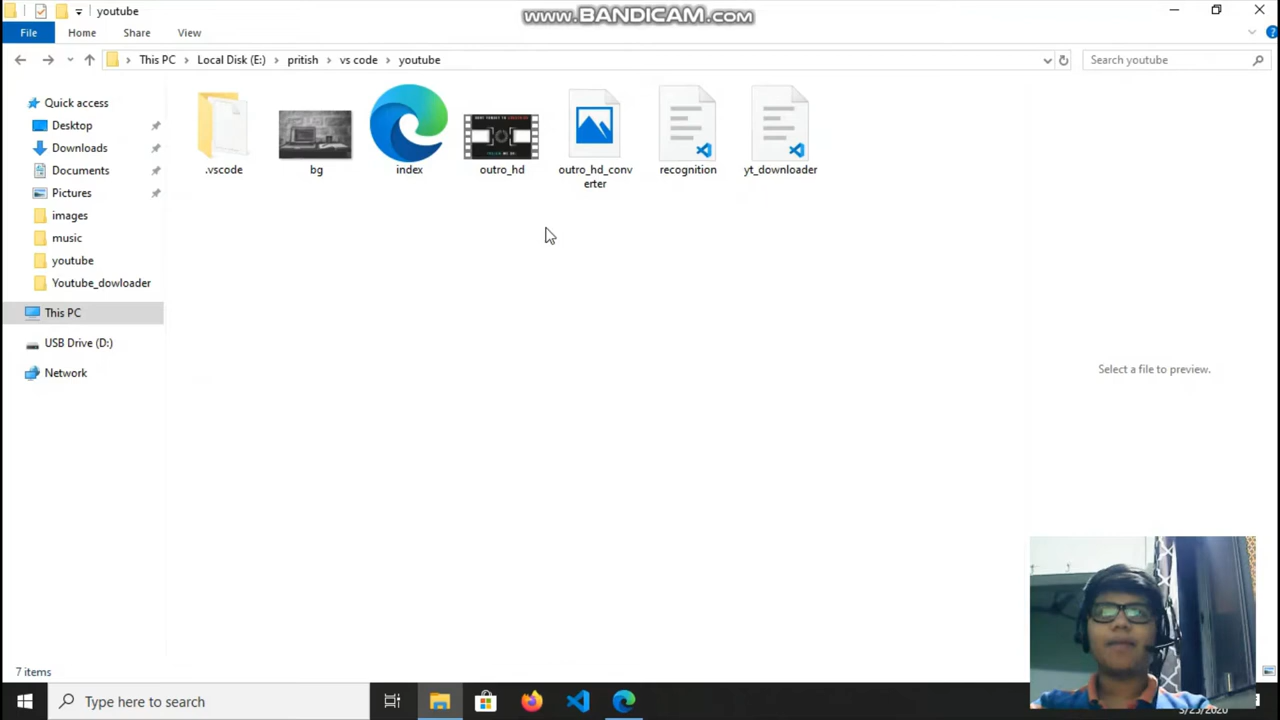 youtube
www.BANDICAM.com
File Home Share View
This PC Local Disk (E:) pritish vs code youtube
Search youtube
Quick access
Desktop
Downloads
Documents
Pictures
images
music
youtube
Youtube_dowloader
This PC
USB Drive (D:)
Network
.vscode
bg
index
outro_hd
outro_hd_conv
erter
recognition
yt_downloader
Select a file to preview.
7 items
Type here to search